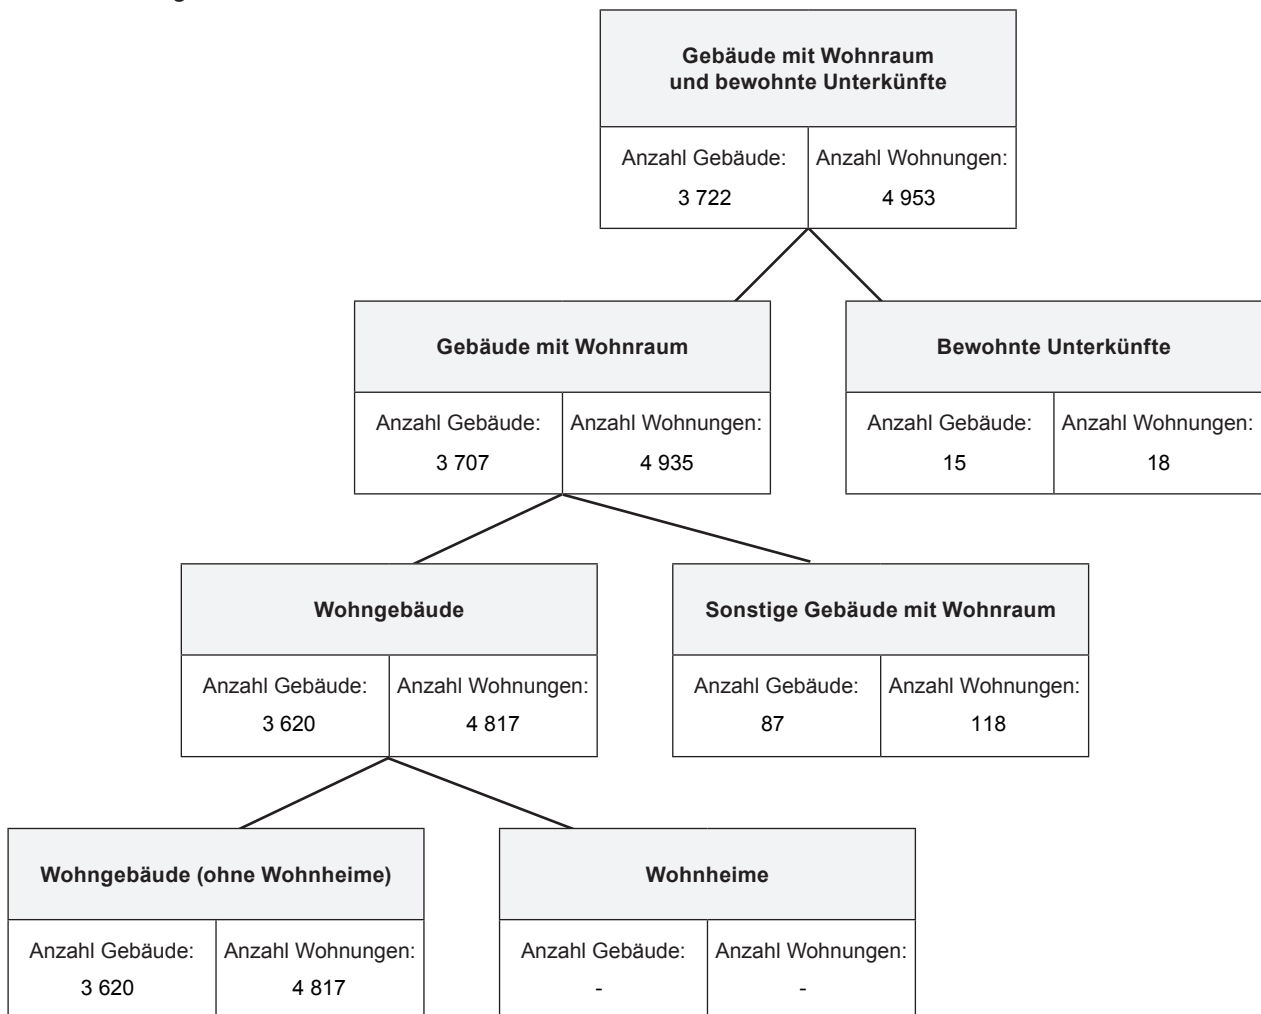 Gebäude mit Wohnraum
und bewohnte Unterkünfte
Anzahl Gebäude: Anzahl Wohnungen:
3 722 4 953
Gebäude mit Wohnraum Bewohnte Unterkünfte
Anzahl Gebäude: Anzahl Wohnungen: Anzahl Gebäude: Anzahl Wohnungen:
3 707 4 935 15 18
Wohngebäude Sonstige Gebäude mit Wohnraum
Anzahl Gebäude: Anzahl Wohnungen: Anzahl Gebäude: Anzahl Wohnungen:
3 620 4 817 87 118
Wohngebäude (ohne Wohnheime) Wohnheime
Anzahl Gebäude: Anzahl Wohnungen: Anzahl Gebäude: Anzahl Wohnungen:
3 620 4 817 - -